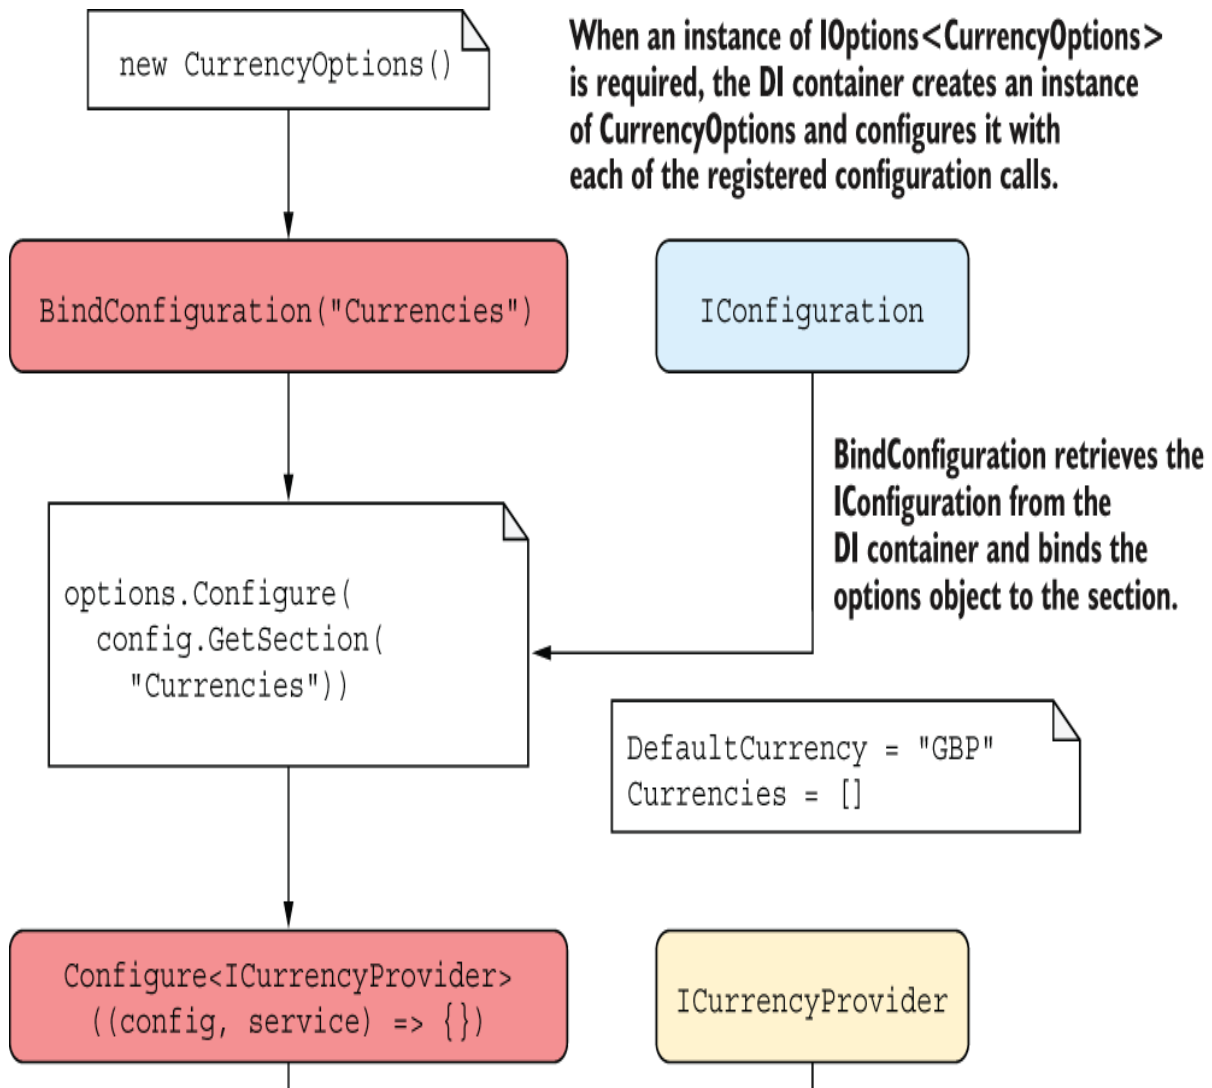 new CurrencyOptions()
When an instance of IOptions<CurrencyOptions>
is required, the DI container creates an instance
of CurrencyOptions and configures it with
each of the registered configuration calls.
BindConfiguration("Currencies")
IConfiguration
BindConfiguration retrieves the
IConfiguration from the
DI container and binds the
options object to the section.
options.Configure(
config.GetSection(
"Currencies"))
DefaultCurrency = "GBP"
Currencies = []
Configure<ICurrencyProvider>
((config, service) => {})
ICurrencyProvider